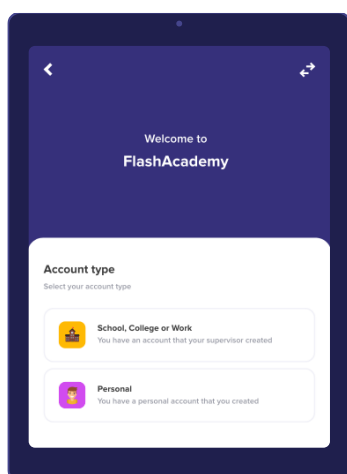 Welcome to
FlashAcademy
Account type
Select your account type
School, College or Work
You have an account that your supervisor created
Personal
You have a personal account that you created